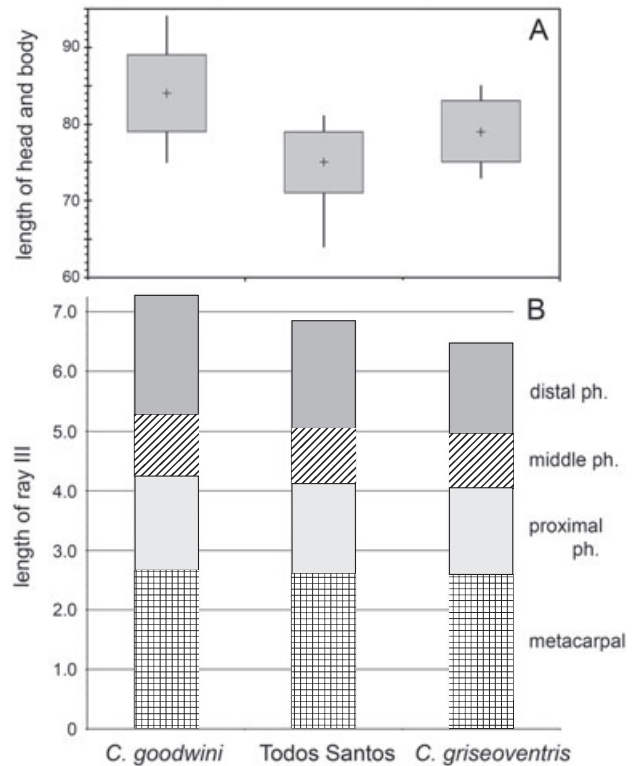 A
length of head and body
90
80
70
60
B
length of ray III
7.0
6.0
5.0
4.0
3.0
2.0
1.0
0
distal ph.
middle ph.
proximal
ph.
metacarpal
C. goodwini Todos Santos C. griseoventris